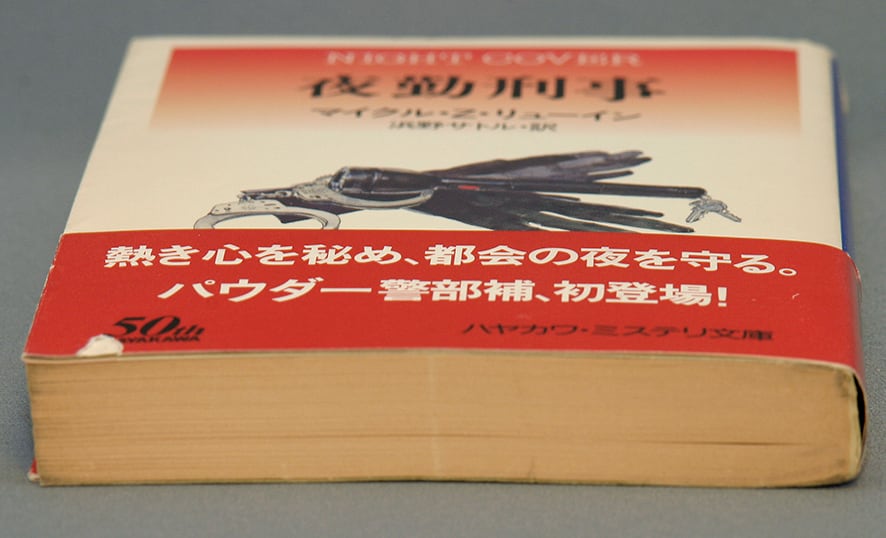 NIGHT COVER
夜勤刑事
マイクル・Z・リューイン
浜野サトル・訳
熱き心を秘め、都会の夜を守る。
パウダー警部補、初登場!
50th
HAYAKAWA
ハヤカワ・ミステリ文庫